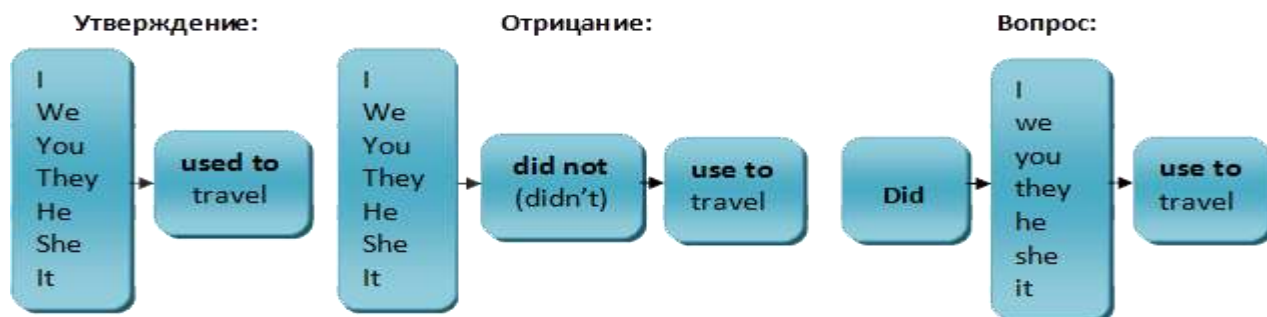 Утверждение:
I
We
You
They
He
She
It
used to
travel
Отрицание:
I
We
You
They
He
She
It
did not
(didn't)
use to
travel
Вопрос:
Did
I
we
you
they
he
she
it
use to
travel